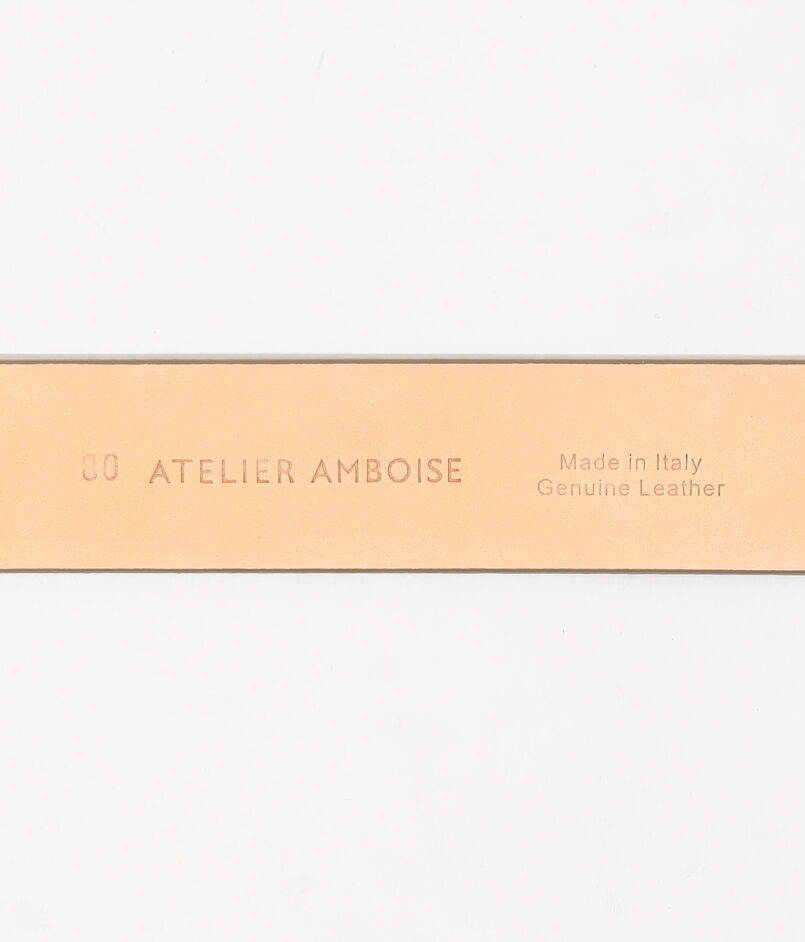 80 ATELIER AMBOISE
Made in Italy
Genuine Leather